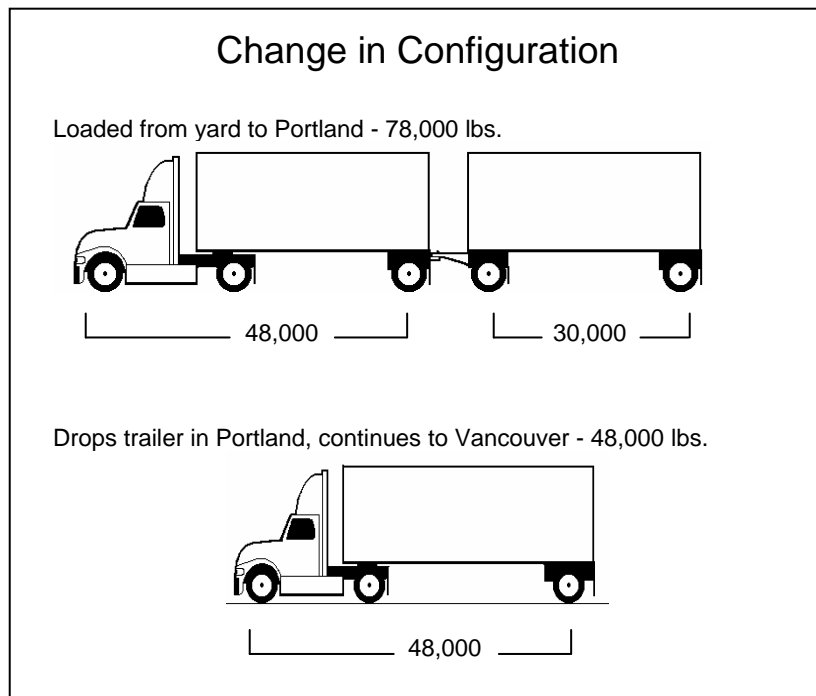 Change in Configuration
Loaded from yard to Portland - 78,000 lbs.
48,000 30,000
Drops trailer in Portland, continues to Vancouver - 48,000 lbs.
48,000